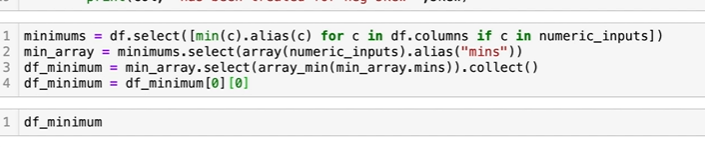 1 minimums = df.select([min(c).alias(c) for c in df.columns if c in numeric_inputs])
2 min_array = minimums.select(array(numeric_inputs).alias("mins"))
3 df_minimum = min_array.select(array_min(min_array.mins)).collect()
4 df_minimum = df_minimum[0][0]
1 df_minimum